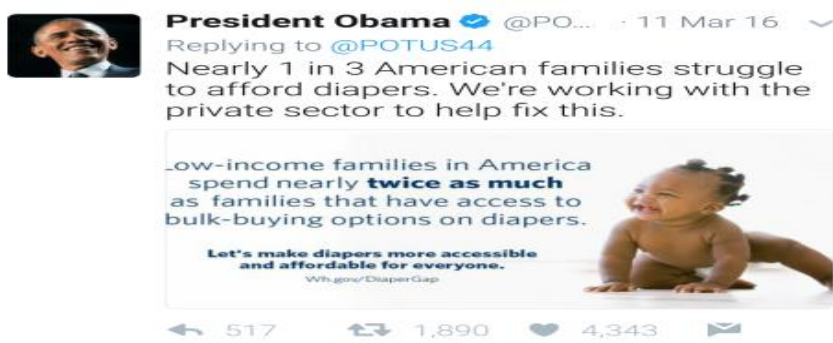 President Obama @PO... · 11 Mar 16
Replying to @POTUS44
Nearly 1 in 3 American families struggle
to afford diapers. We're working with the
private sector to help fix this.
Low-income families in America
spend nearly twice as much
as families that have access to
bulk-buying options on diapers.
Let's make diapers more accessible
and affordable for everyone.
Wh.gov/DiaperGap
517 1,890 4,343